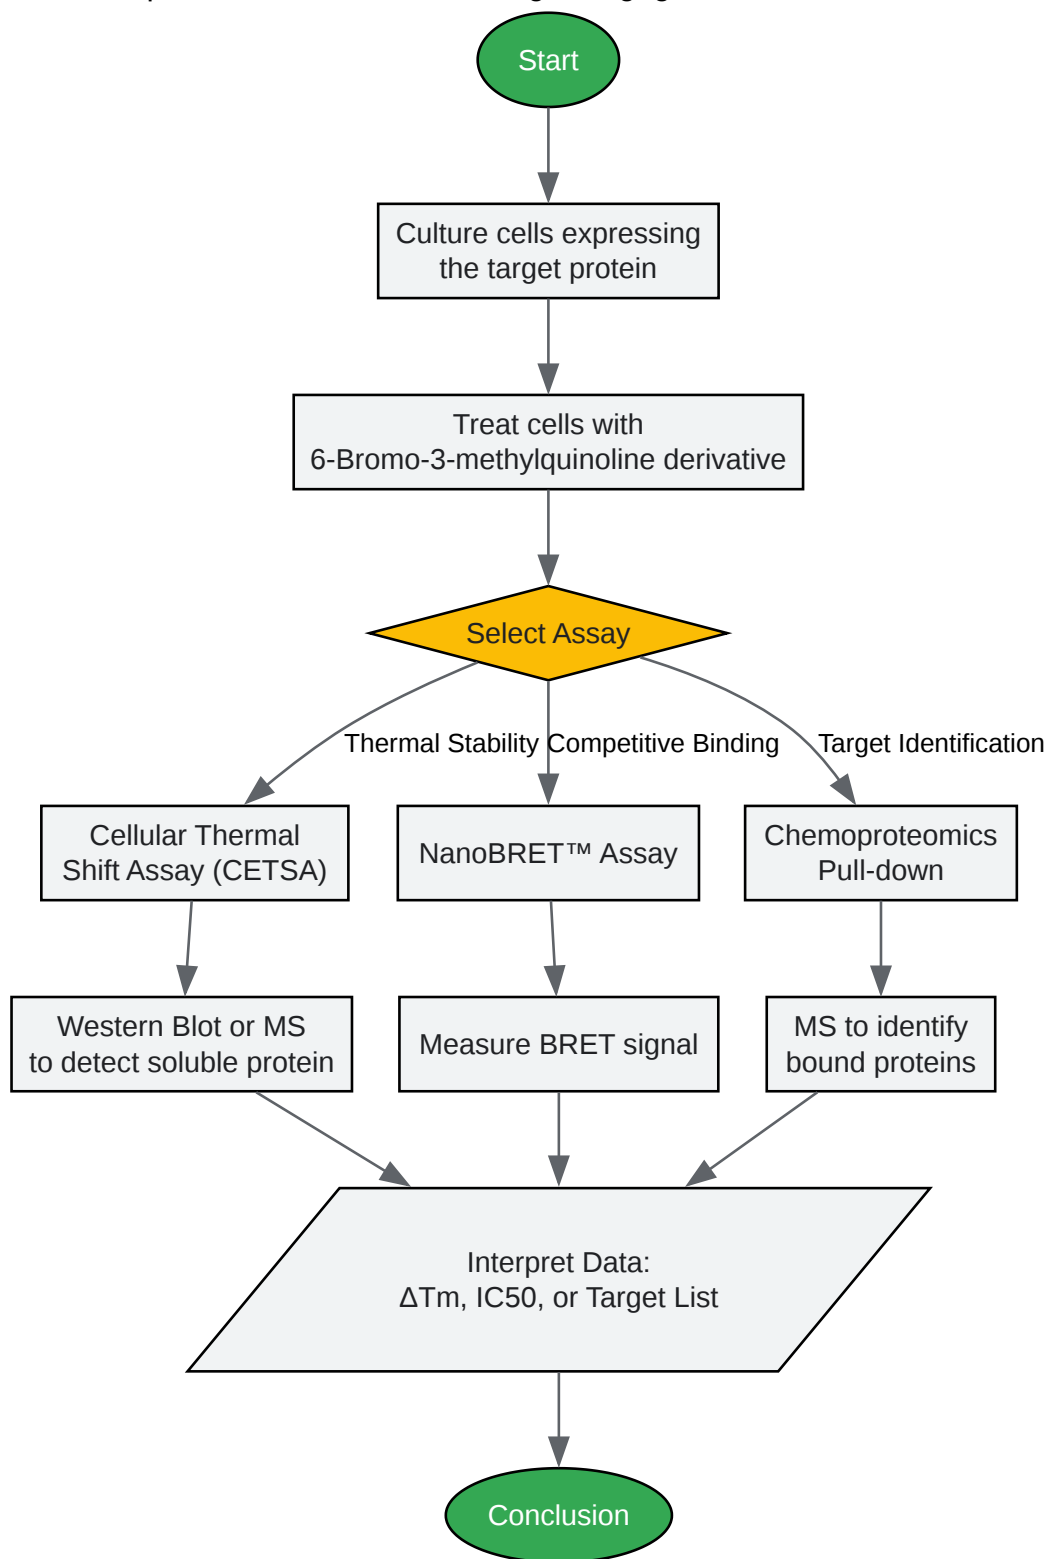 Start
Culture cells expressing
the target protein
Treat cells with
6-Bromo-3-methylquinoline derivative
Select Assay
Thermal Stability
Competitive Binding
Target Identification
Cellular Thermal
Shift Assay (CETSA)
NanoBRET™ Assay
Chemoproteomics
Pull-down
Western Blot or MS
to detect soluble protein
Measure BRET signal
MS to identify
bound proteins
Interpret Data:
ΔTm, IC50, or Target List
Conclusion